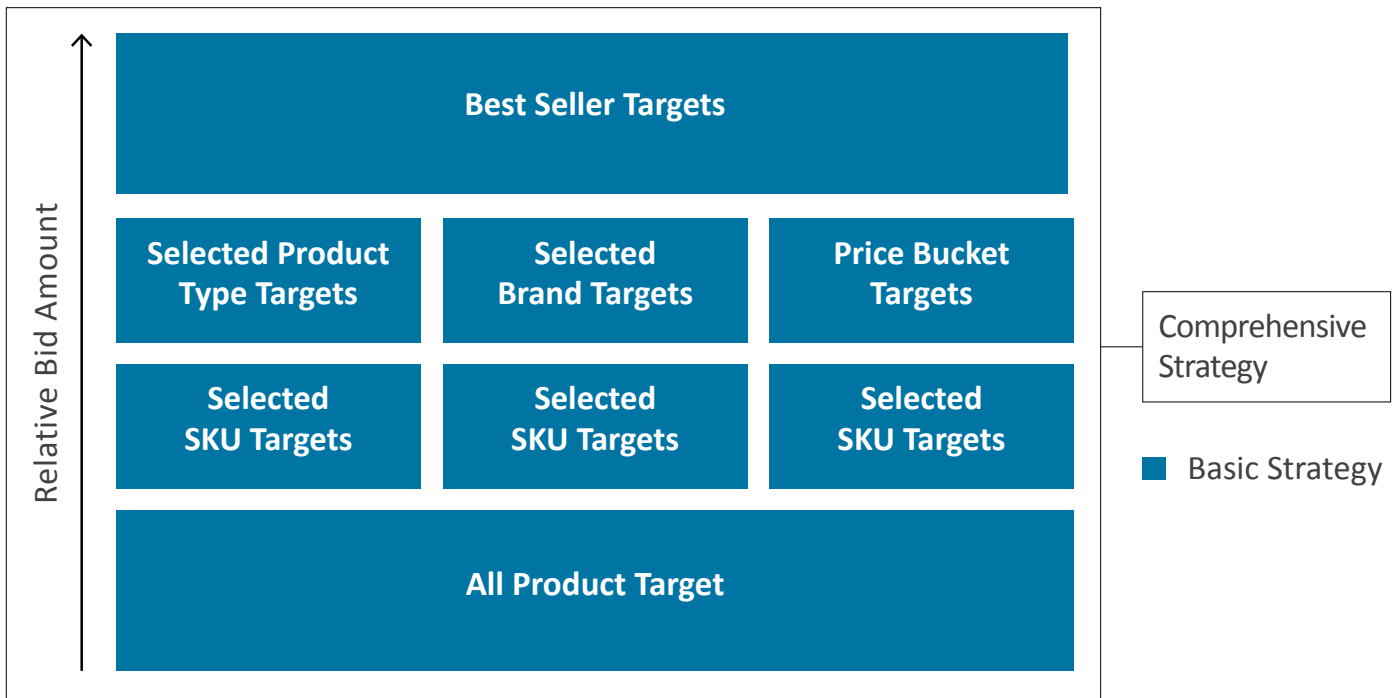 Relative Bid Amount
Best Seller Targets
Selected Product
Type Targets
Selected
Brand Targets
Price Bucket
Targets
Selected
SKU Targets
Selected
SKU Targets
Selected
SKU Targets
All Product Target
Comprehensive
Strategy
Basic Strategy